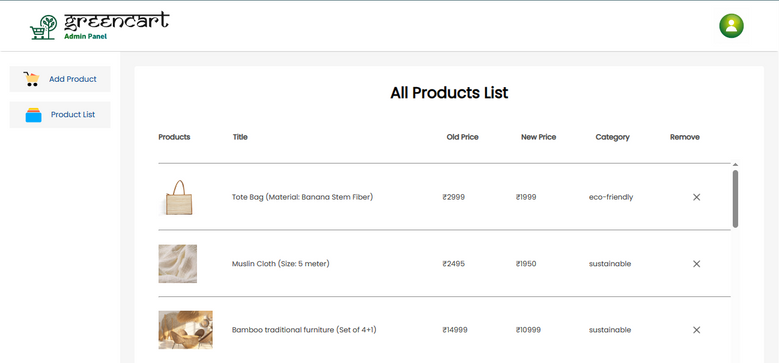 greencart
Admin Panel
Add Product
Product List
All Products List
Products Title Old Price New Price Category Remove
Tote Bag (Material: Banana Stem Fiber) ₹2999 ₹1999 eco-friendly
Muslin Cloth (Size: 5 meter) ₹2495 ₹1950 sustainable
Bamboo traditional furniture (Set of 4+1) ₹14999 ₹10999 sustainable